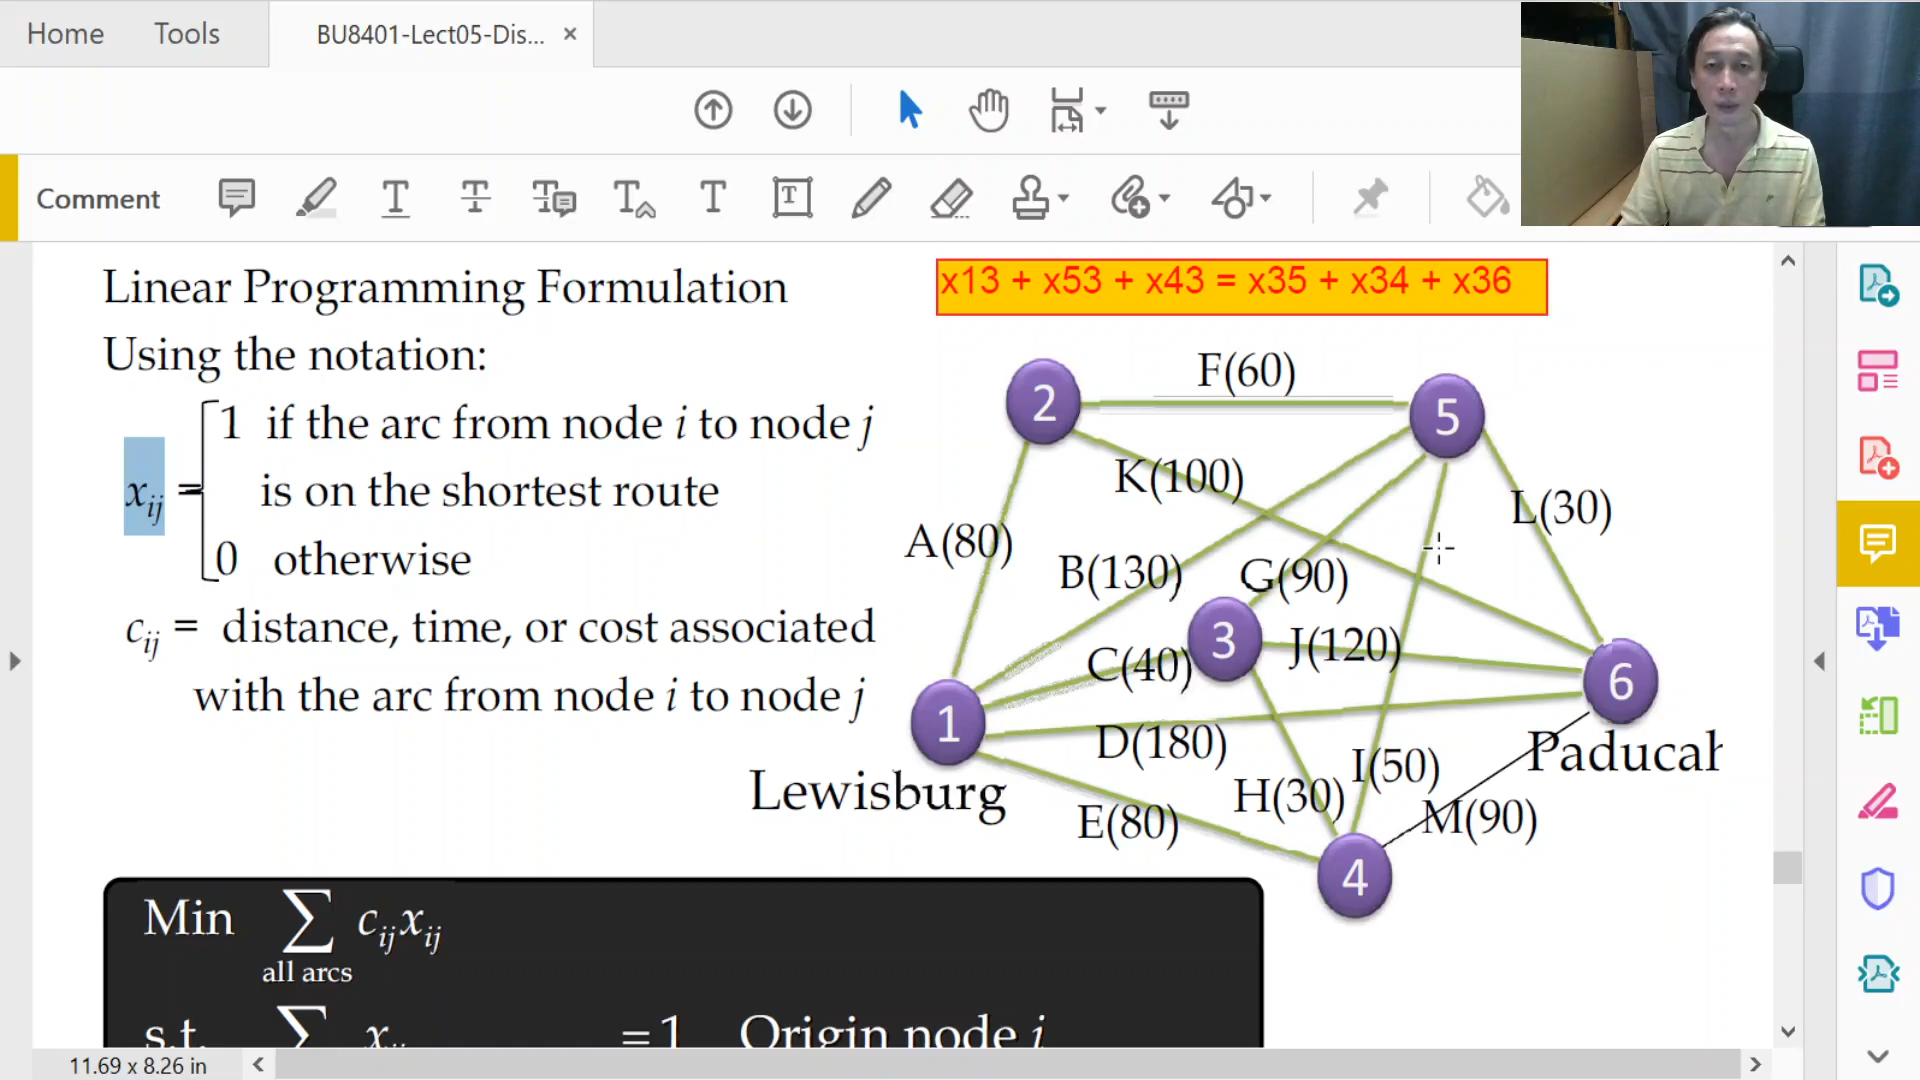 Home Tools BU8401-Lect05-Dis... ×
Comment
Linear Programming Formulation
x13 + x53 + x43 = x35 + x34 + x36
Using the notation:
xij = 1 if the arc from node i to node j
is on the shortest route
0 otherwise
cij = distance, time, or cost associated
with the arc from node i to node j
F(60)
2
5
K(100)
L(30)
A(80)
B(130)
G(90)
3
J(120)
C(40)
6
1
D(180)
Paducah
I(50)
Lewisburg
H(30)
E(80)
M(90)
4
Min ∑ cij xij
all arcs
s.t. ∑ xij = 1 Origin node i
11.69 x 8.26 in